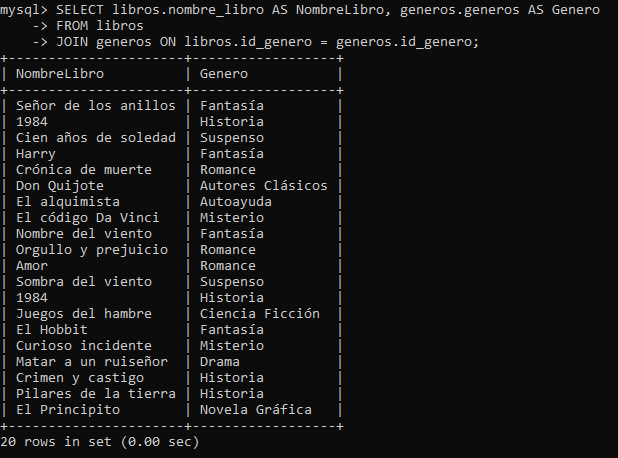 mysql> SELECT libros.nombre_libro AS NombreLibro, generos.generos AS Genero
    -> FROM libros
    -> JOIN generos ON libros.id_genero = generos.id_genero;
+----------------------+------------------+
| NombreLibro          | Genero           |
+----------------------+------------------+
| Señor de los anillos | Fantasía         |
| 1984                 | Historia         |
| Cien años de soledad | Suspenso         |
| Harry                | Fantasía         |
| Crónica de muerte    | Romance          |
| Don Quijote          | Autores Clásicos |
| El alquimista        | Autoayuda        |
| El código Da Vinci   | Misterio         |
| Nombre del viento    | Fantasía         |
| Orgullo y prejuicio  | Romance          |
| Amor                 | Romance          |
| Sombra del viento    | Suspenso         |
| 1984                 | Historia         |
| Juegos del hambre    | Ciencia Ficción  |
| El Hobbit            | Fantasía         |
| Curioso incidente    | Misterio         |
| Matar a un ruiseñor  | Drama            |
| Crimen y castigo     | Historia         |
| Pilares de la tierra | Historia         |
| El Principito        | Novela Gráfica   |
+----------------------+------------------+
20 rows in set (0.00 sec)